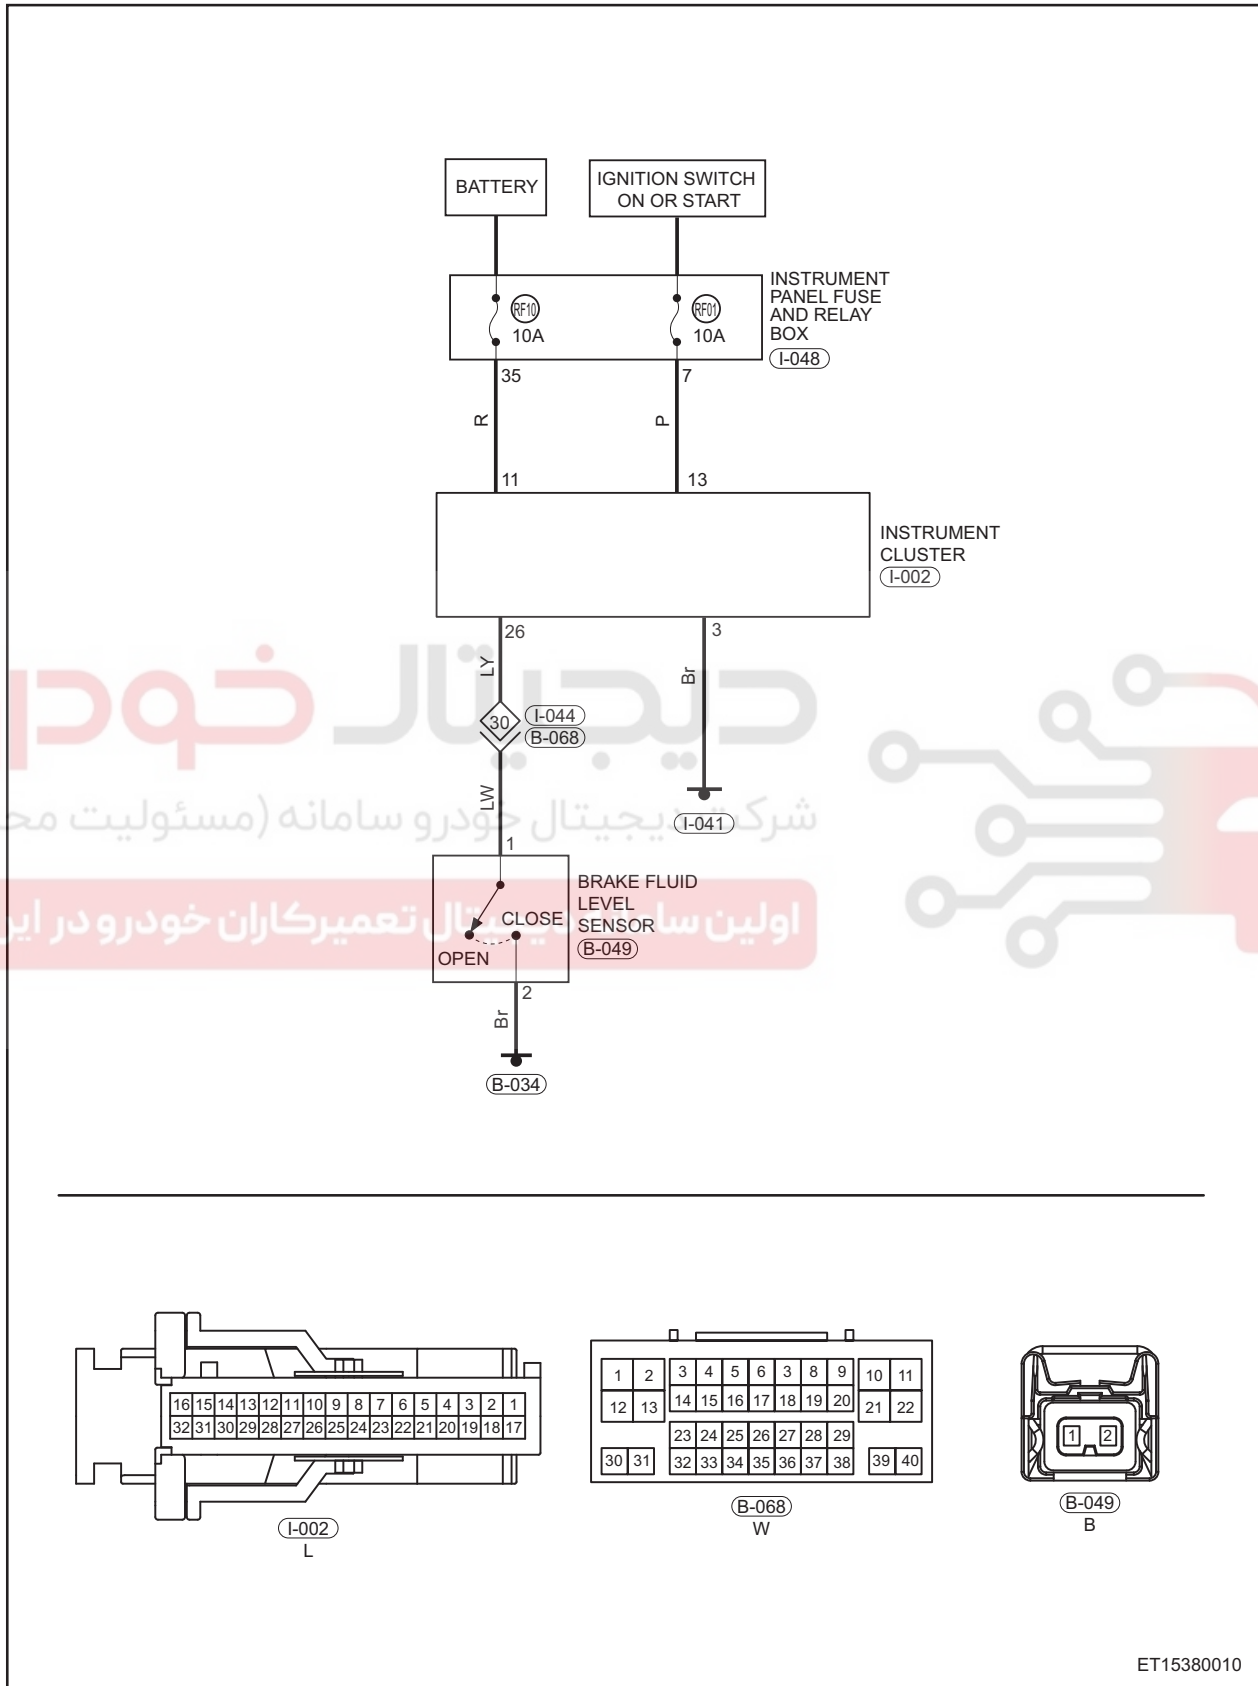 BATTERY
IGNITION SWITCH
ON OR START
INSTRUMENT
PANEL FUSE
AND RELAY
BOX
I-048
RF10
10A
RF01
10A
35
7
R
P
11
13
INSTRUMENT
CLUSTER
I-002
26
3
LY
Br
30
I-044
B-068
دیجیتال خودر
LW
شرکت دیجیتال خودرو سامانه (مسئولیت مح
I-041
1
BRAKE FLUID
LEVEL
SENSOR
B-049
CLOSE
OPEN
اولین سامانه دیجیتال تعمیرکاران خودرو در ایر
2
Br
B-034
16 15 14 13 12 11 10 9 8 7 6 5 4 3 2 1
32 31 30 29 28 27 26 25 24 23 22 21 20 19 18 17
I-002
L
1 2 3 4 5 6 3 8 9 10 11
12 13 14 15 16 17 18 19 20 21 22
23 24 25 26 27 28 29
30 31 32 33 34 35 36 37 38 39 40
B-068
W
1 2
B-049
B
ET15380010